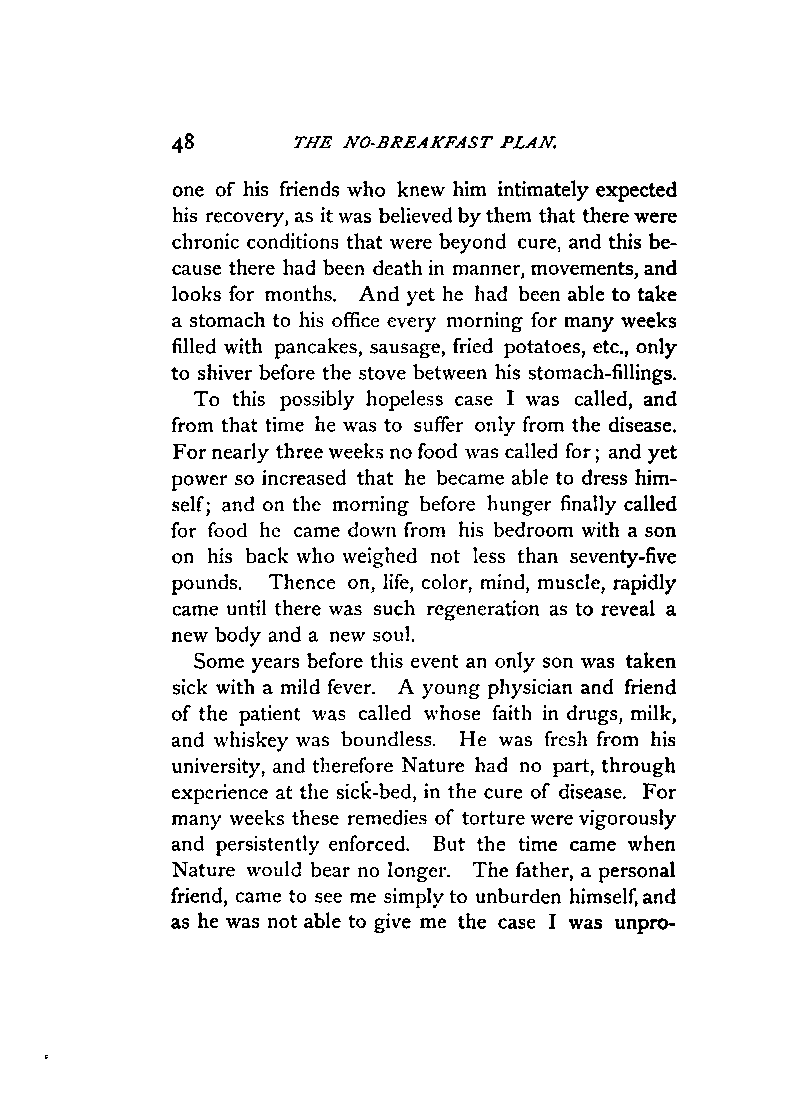 48 THE NO-BREAKFAST PLAN.
one of his friends who knew him intimately expected
his recovery, as it was believed by them that there were
chronic conditions that were beyond cure, and this be-
cause there had been death in manner, movements, and
looks for months. And yet he had been able to take
a stomach to his office every morning for many weeks
filled with pancakes, sausage, fried potatoes, etc., only
to shiver before the stove between his stomach-fillings.
To this possibly hopeless case I was called, and
from that time he was to suffer only from the disease.
For nearly three weeks no food was called for; and yet
power so increased that he became able to dress him-
self; and on the morning before hunger finally called
for food he came down from his bedroom with a son
on his back who weighed not less than seventy-five
pounds. Thence on, life, color, mind, muscle, rapidly
came until there was such regeneration as to reveal a
new body and a new soul.
Some years before this event an only son was taken
sick with a mild fever. A young physician and friend
of the patient was called whose faith in drugs, milk,
and whiskey was boundless. He was fresh from his
university, and therefore Nature had no part, through
experience at the sick-bed, in the cure of disease. For
many weeks these remedies of torture were vigorously
and persistently enforced. But the time came when
Nature would bear no longer. The father, a personal
friend, came to see me simply to unburden himself, and
as he was not able to give me the case I was unpro-